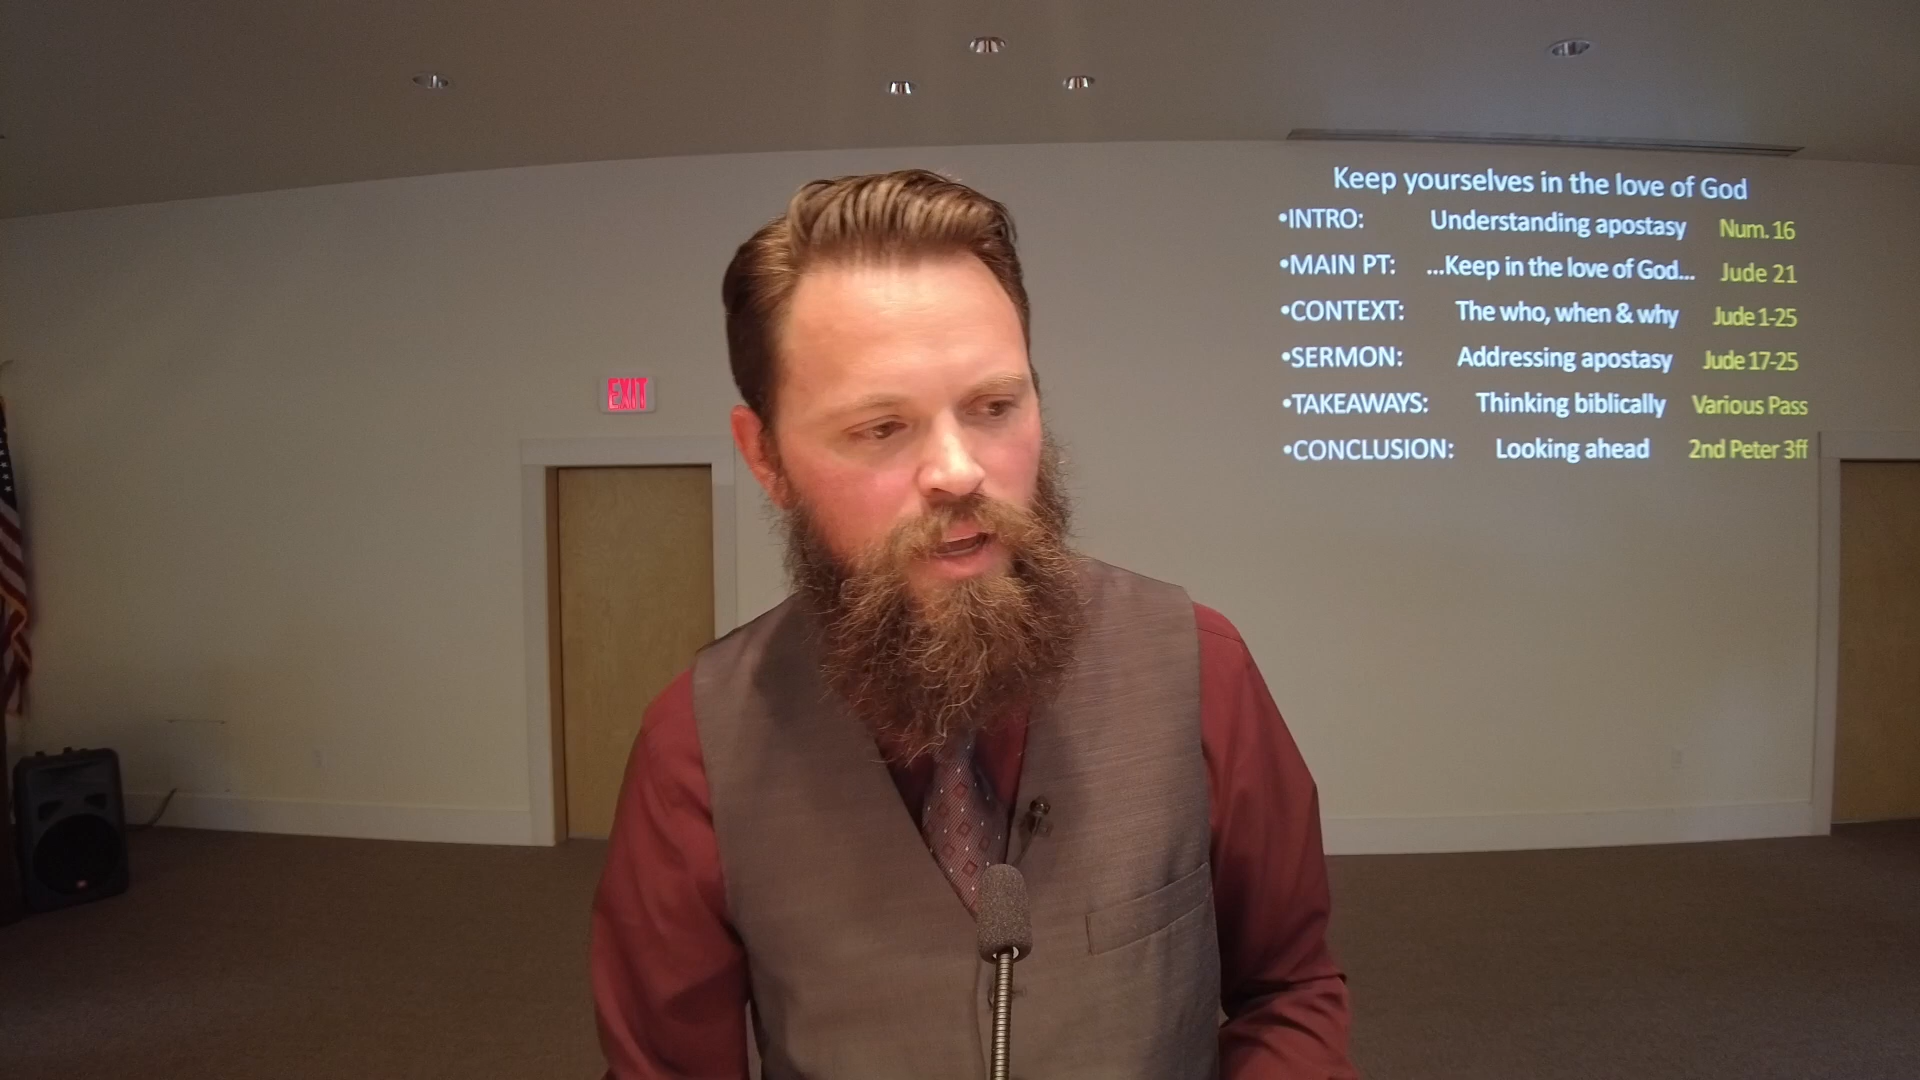 EXIT
Keep yourselves in the love of God
•INTRO: Understanding apostasy Num. 16
•MAIN PT: ...Keep in the love of God... Jude 21
•CONTEXT: The who, when & why Jude 1-25
•SERMON: Addressing apostasy Jude 17-25
•TAKEAWAYS: Thinking biblically Various Pass
•CONCLUSION: Looking ahead 2nd Peter 3ff